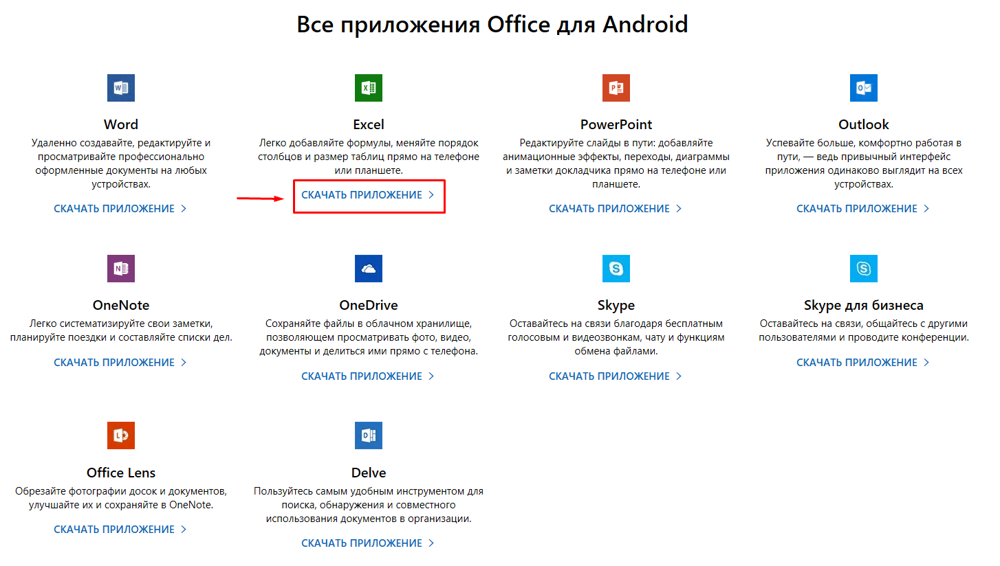 Все приложения Office для Android
Word
Удаленно создавайте, редактируйте и
просматривайте профессионально
оформленные документы на любых
устройствах.
СКАЧАТЬ ПРИЛОЖЕНИЕ
Excel
Легко добавляйте формулы, меняйте порядок
столбцов и размер таблиц прямо на телефоне
или планшете.
СКАЧАТЬ ПРИЛОЖЕНИЕ
PowerPoint
Редактируйте слайды в пути: добавляйте
анимационные эффекты, переходы, диаграммы
и заметки докладчика прямо на телефоне или
планшете.
СКАЧАТЬ ПРИЛОЖЕНИЕ
Outlook
Успевайте больше, комфортно работая в
пути, — ведь привычный интерфейс
приложения одинаково выглядит на всех
устройствах.
СКАЧАТЬ ПРИЛОЖЕНИЕ
OneNote
Легко систематизируйте свои заметки,
планируйте поездки и составляйте списки дел.
СКАЧАТЬ ПРИЛОЖЕНИЕ
OneDrive
Сохраняйте файлы в облачном хранилище,
позволяющем просматривать фото, видео,
документы и делиться ими прямо с телефона.
СКАЧАТЬ ПРИЛОЖЕНИЕ
Skype
Оставайтесь на связи благодаря бесплатным
голосовым и видеозвонкам, чату и функциям
обмена файлами.
СКАЧАТЬ ПРИЛОЖЕНИЕ
Skype для бизнеса
Оставайтесь на связи, общайтесь с другими
пользователями и проводите конференции.
СКАЧАТЬ ПРИЛОЖЕНИЕ
Office Lens
Обрезайте фотографии досок и документов,
улучшайте их и сохраняйте в OneNote.
СКАЧАТЬ ПРИЛОЖЕНИЕ
Delve
Пользуйтесь самым удобным инструментом для
поиска, обнаружения и совместного
использования документов в организации.
СКАЧАТЬ ПРИЛОЖЕНИЕ